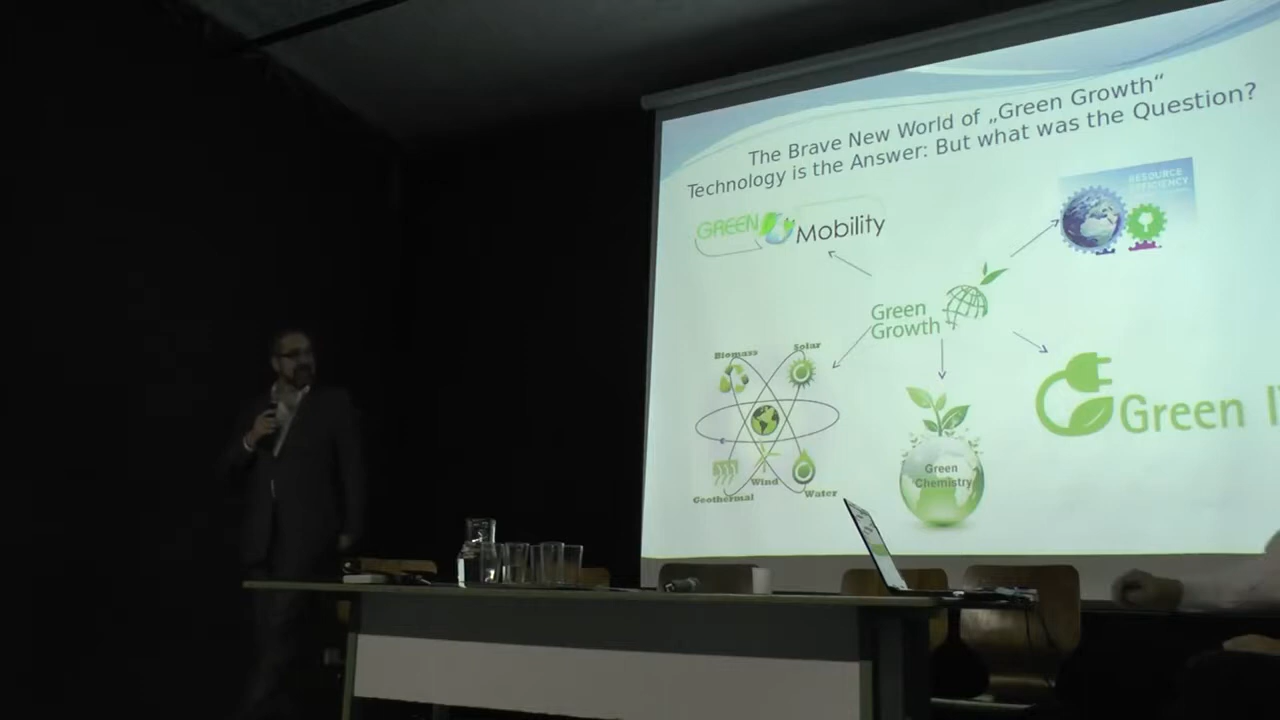 The Brave New World of „Green Growth“
Technology is the Answer: But what was the Question?
GREEN Mobility
RESOURCE
EFFICIENCY
Green
Growth
Biomass
Solar
Geothermal
Wind
Water
Green
Chemistry
Green